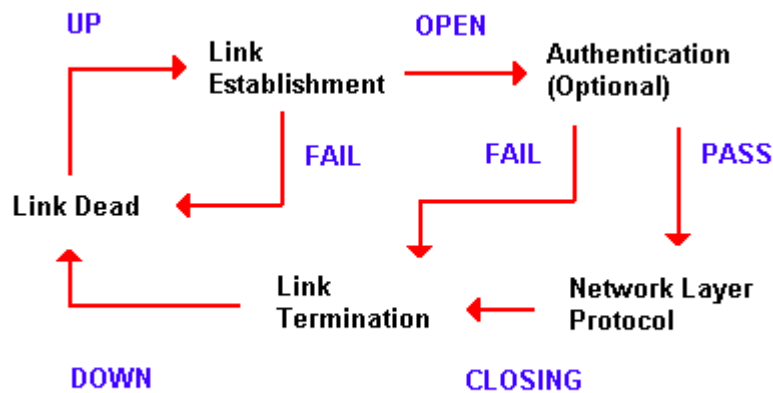 UP
OPEN
Link
Establishment
Authentication
(Optional)
FAIL
FAIL
PASS
Link Dead
Link
Termination
Network Layer
Protocol
DOWN
CLOSING